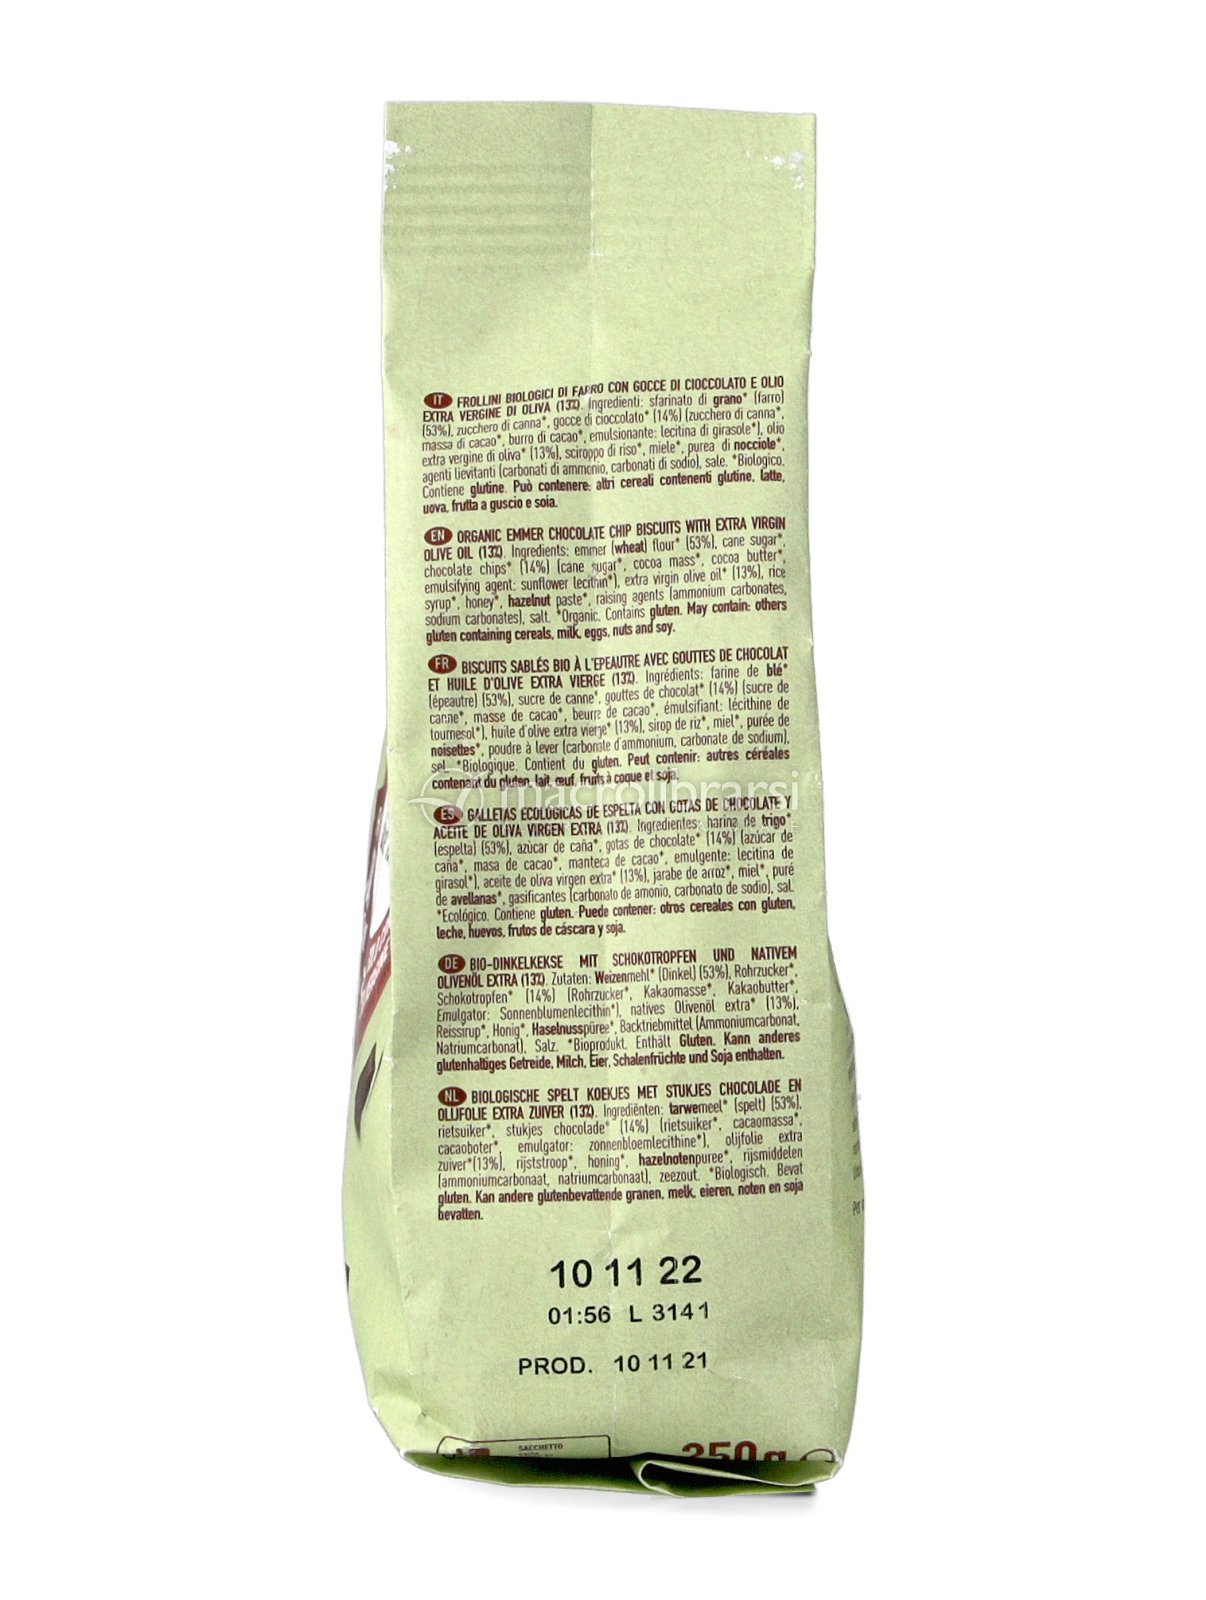 IT FROLLINI BIOLOGICI DI FARRO CON GOCCE DI CIOCCOLATO E OLIO
EXTRA VERGINE DI OLIVA (13%). Ingredienti: sfarinato di grano* (farro)
(53%), zucchero di canna*, gocce di cioccolato* (14%) (zucchero di canna*,
massa di cacao*, burro di cacao*, emulsionante: lecitina di girasole*), olio
extra vergine di oliva* (13%), sciroppo di riso*, miele*, purea di nocciole*,
agenti lievitanti (carbonati di ammonio, carbonati di sodio), sale. *Biologico.
Contiene glutine. Può contenere: altri cereali contenenti glutine, latte,
uova, frutta a guscio e soia.
EN ORGANIC EMMER CHOCOLATE CHIP BISCUITS WITH EXTRA VIRGIN
OLIVE OIL (13%). Ingredients: emmer (wheat) flour* (53%), cane sugar*,
chocolate chips* (14%) (cane sugar*, cocoa mass*, cocoa butter*,
emulsifying agent: sunflower lecithin*), extra virgin olive oil* (13%), rice
syrup*, honey*, hazelnut paste*, raising agents (ammonium carbonates,
sodium carbonates), salt. *Organic. Contains gluten. May contain: others
gluten containing cereals, milk, eggs, nuts and soy.
FR BISCUITS SABLÉS BIO À L'EPEAUTRE AVEC GOUTTES DE CHOCOLAT
ET HUILE D'OLIVE EXTRA VIERGE (13%). Ingrédients: farine de blé*
(épeautre) (53%), sucre de canne*, gouttes de chocolat* (14%) (sucre de
canne*, masse de cacao*, beurre de cacao*, émulsifiant: lécithine de
tournesol*), huile d'olive extra vierge* (13%), sirop de riz*, miel*, purée de
noisettes*, poudre à lever (carbonate d'ammonium, carbonate de sodium),
sel. *Biologique. Contient du gluten. Peut contenir: autres céréales
contenant du gluten, lait, œuf, fruits à coque et soja.
macrolibrarsi
ES GALLETAS ECOLÓGICAS DE ESPELTA CON GOTAS DE CHOCOLATE Y
ACEITE DE OLIVA VIRGEN EXTRA (13%). Ingredientes: harina de trigo*
(espelta) (53%), azúcar de caña*, gotas de chocolate* (14%) (azúcar de
caña*, masa de cacao*, manteca de cacao*, emulgente: lecitina de
girasol*), aceite de oliva virgen extra* (13%), jarabe de arroz*, miel*, puré
de avellanas*, gasificantes (carbonato de amonio, carbonato de sodio), sal.
*Ecológico. Contiene gluten. Puede contener: otros cereales con gluten,
leche, huevos, frutos de cáscara y soja.
DE BIO-DINKELKEKSE MIT SCHOKOTROPFEN UND NATIVEM
OLIVENÖL EXTRA (13%). Zutaten: Weizenmehl* (Dinkel) (53%), Rohrzucker*,
Schokotropfen* (14%) (Rohrzucker*, Kakaomasse*, Kakaobutter*,
Emulgator: Sonnenblumenlecithin*), natives Olivenöl extra* (13%),
Reissirup*, Honig*, Haselnusspüree*, Backtriebmittel (Ammoniumcarbonat,
Natriumcarbonat), Salz. *Bioprodukt. Enthält Gluten. Kann anderes
glutenhaltiges Getreide, Milch, Eier, Schalenfrüchte und Soja enthalten.
NL BIOLOGISCHE SPELT KOEKJES MET STUKJES CHOCOLADE EN
OLIJFOLIE EXTRA ZUIVER (13%). Ingrediënten: tarwemeel* (spelt) (53%),
rietsuiker*, stukjes chocolade* (14%) (rietsuiker*, cacaomassa*,
cacaoboter*, emulgator: zonnenbloemlecithine*), olijfolie extra
zuiver*(13%), rijststroop*, honing*, hazelnotenpuree*, rijsmiddelen
(ammoniumcarbonaat, natriumcarbonaat), zeezout. *Biologisch. Bevat
gluten. Kan andere glutenbevattende granen, melk, eieren, noten en soja
bevatten.
10 11 22
01:56 L 3141
PROD. 10 11 21
SACCHETTO
350g